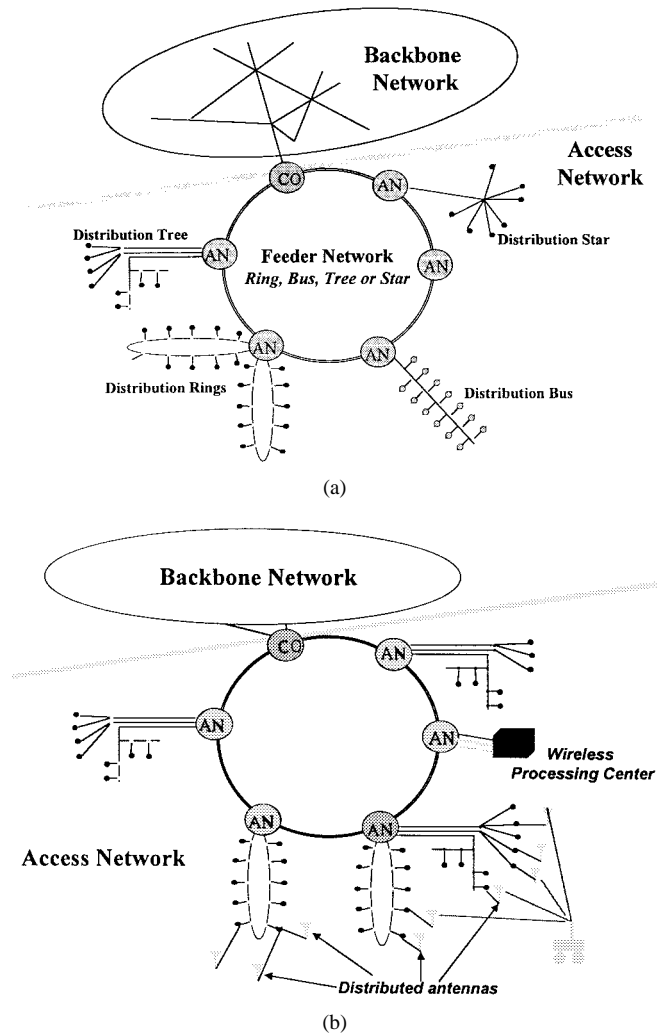 Backbone
Network
Access
Network
CO
AN
Distribution Tree
AN
Feeder Network
Ring, Bus, Tree or Star
AN
Distribution Star
AN
AN
Distribution Rings
Distribution Bus
(a)
Backbone Network
CO
AN
AN
AN
Wireless
Processing Center
AN
AN
Access Network
Distributed antennas
(b)